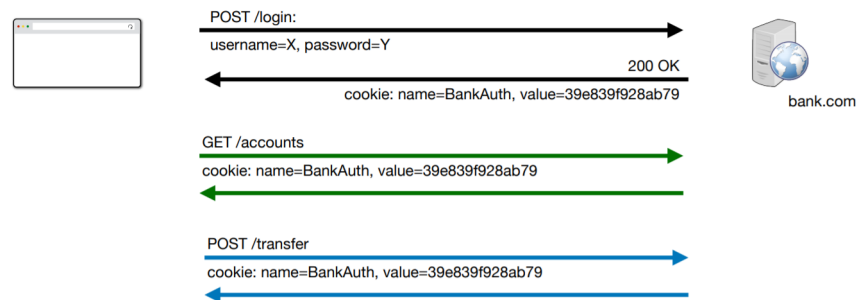 POST /login:
username=X, password=Y
200 OK
cookie: name=BankAuth, value=39e839f928ab79
bank.com
GET /accounts
cookie: name=BankAuth, value=39e839f928ab79
POST /transfer
cookie: name=BankAuth, value=39e839f928ab79